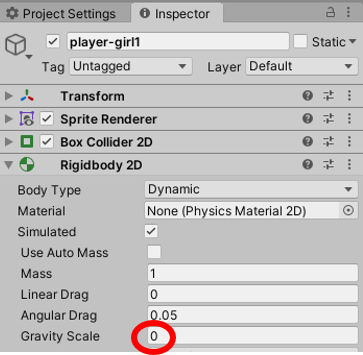 Project Settings Inspector
player-girl1 Static
Tag Untagged Layer Default
Transform
Sprite Renderer
Box Collider 2D
Rigidbody 2D
Body Type Dynamic
Material None (Physics Material 2D)
Simulated
Use Auto Mass
Mass 1
Linear Drag 0
Angular Drag 0.05
Gravity Scale 0